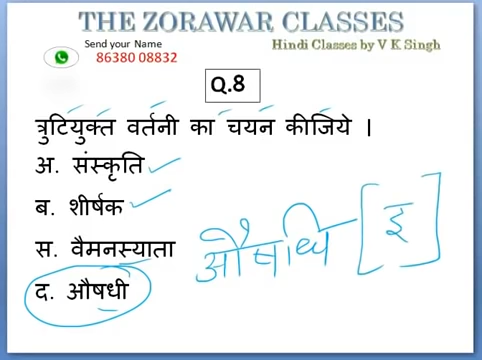 THE ZORAWAR CLASSES
Send your Name
Hindi Classes by V K Singh
86380 08832
Q.8
त्रुटियुक्त वर्तनी का चयन कीजिये ।
अ. संस्कृति
ब. शीर्षक
स. वैमनस्याता
द. औषधी
औषधि [ इ ]